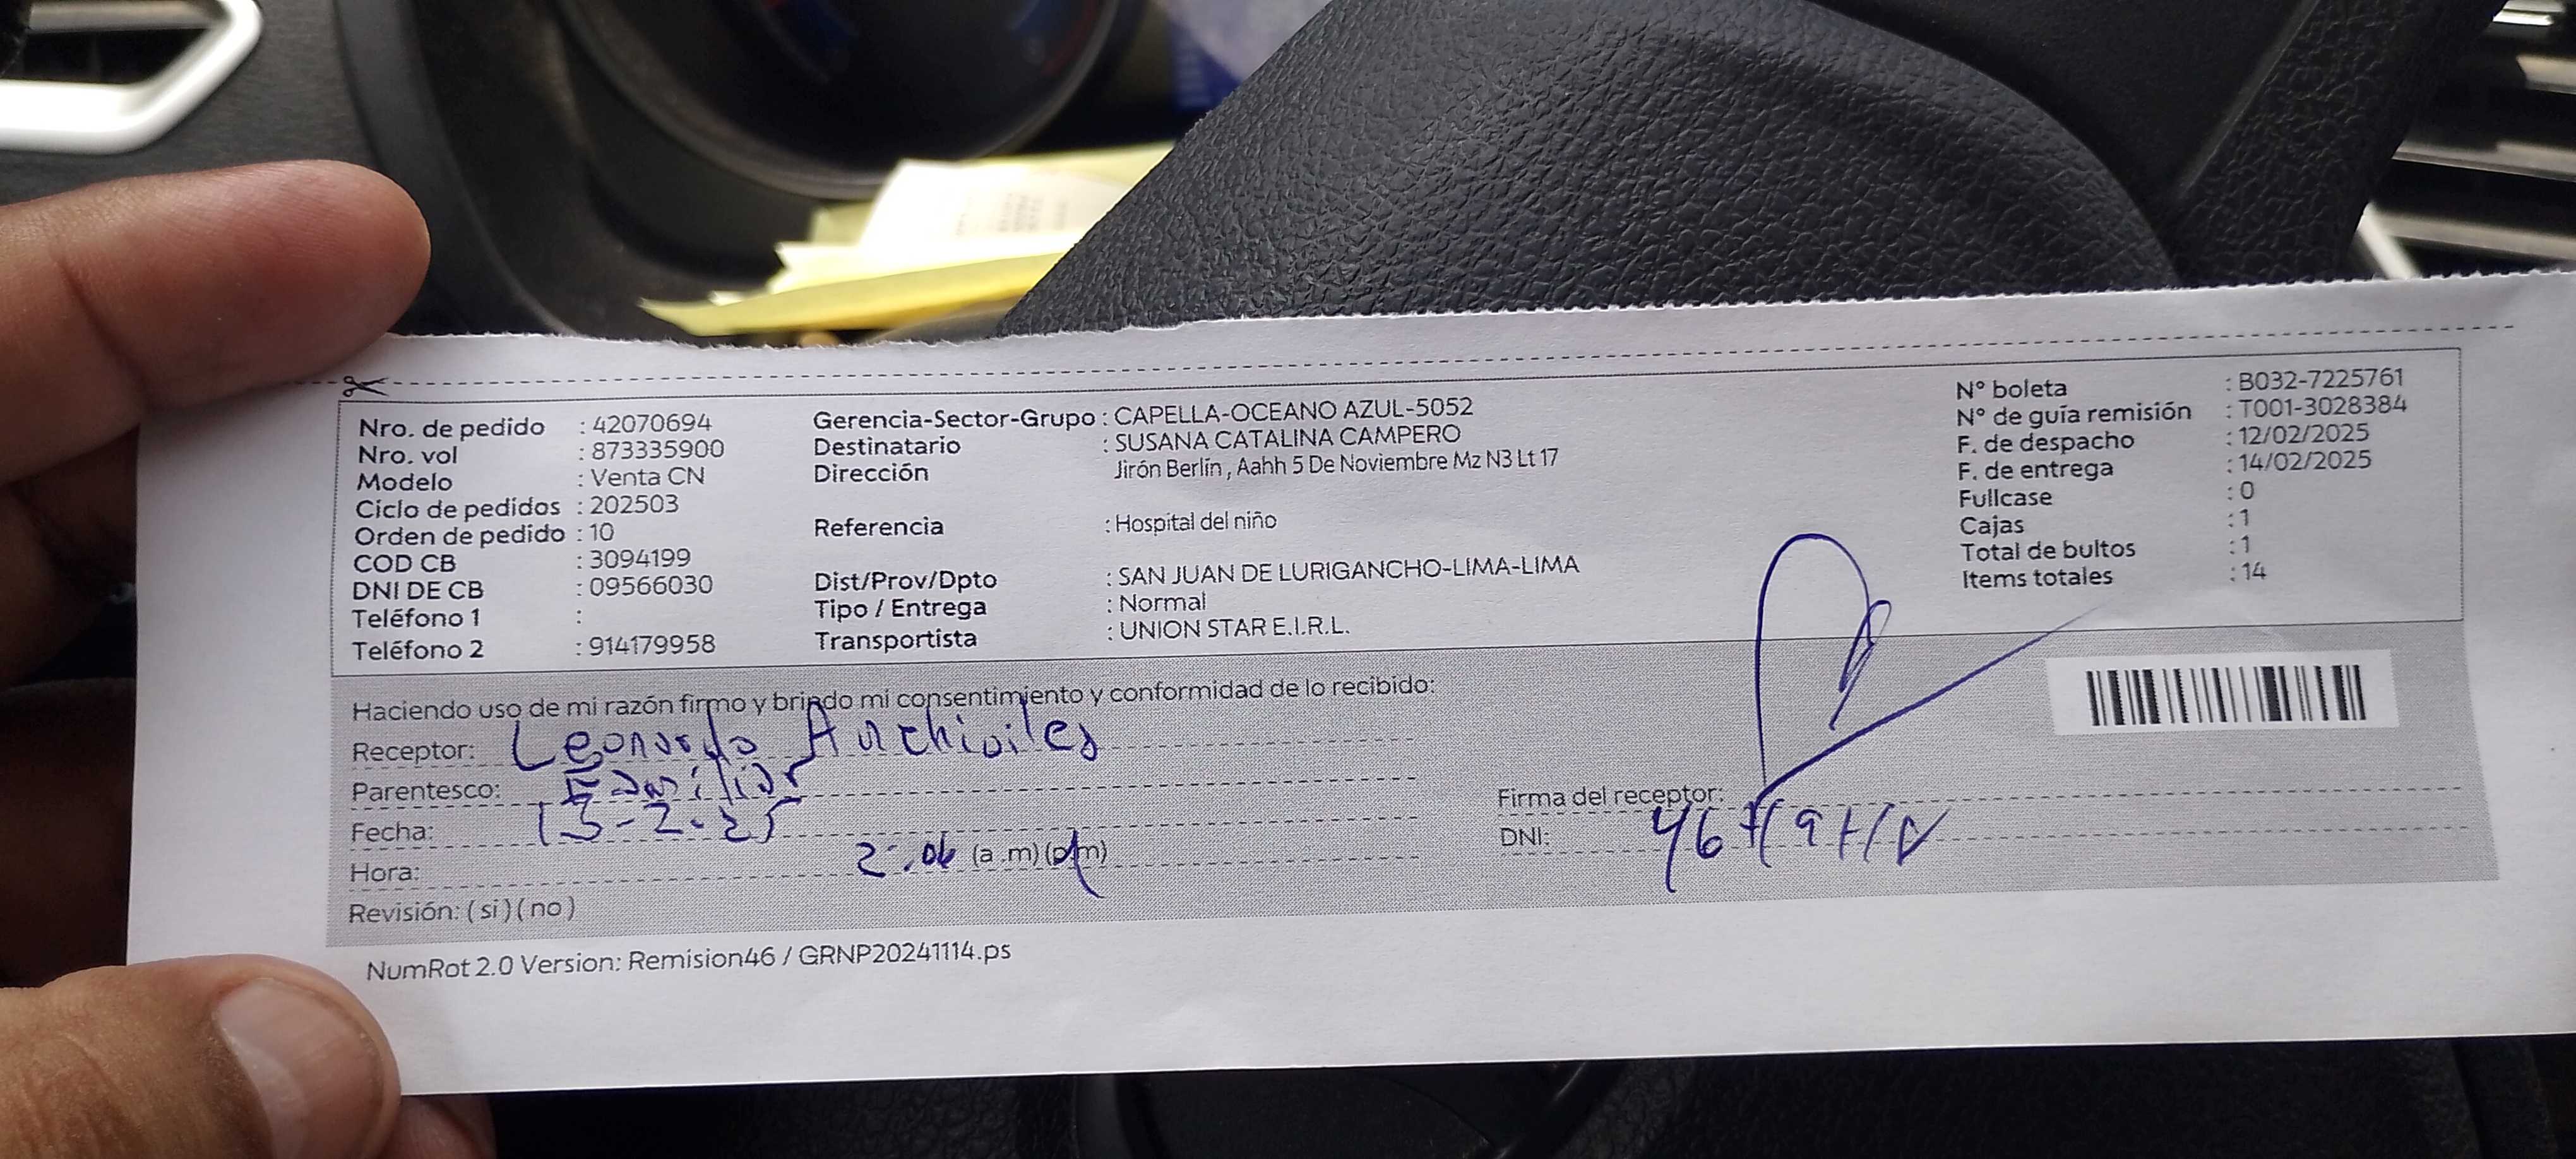 Nro. de pedido : 42070694
Nro. vol : 873335900
Modelo : Venta CN
Ciclo de pedidos : 202503
Orden de pedido : 10
COD CB : 3094199
DNI DE CB : 09566030
Teléfono 1 :
Teléfono 2 : 914179958
Gerencia-Sector-Grupo : CAPELLA-OCEANO AZUL-5052
Destinatario : SUSANA CATALINA CAMPERO
Dirección Jirón Berlín , Aahh 5 De Noviembre Mz N3 Lt 17
Referencia : Hospital del niño
Dist/Prov/Dpto : SAN JUAN DE LURIGANCHO-LIMA-LIMA
Tipo / Entrega : Normal
Transportista : UNION STAR E.I.R.L.
N° boleta : B032-7225761
N° de guía remisión : T001-3028384
F. de despacho : 12/02/2025
F. de entrega : 14/02/2025
Fullcase : 0
Cajas : 1
Total de bultos : 1
Items totales : 14
Haciendo uso de mi razón firmo y brindo mi consentimiento y conformidad de lo recibido:
Receptor: Leonardo
Parentesco: Familiar
Fecha: 13-2-25
Hora: 2:06 (a .m) (p.m)
Revisión: ( si ) ( no )
Firma del receptor:
DNI:
NumRot 2.0 Version: Remision46 / GRNP20241114.ps